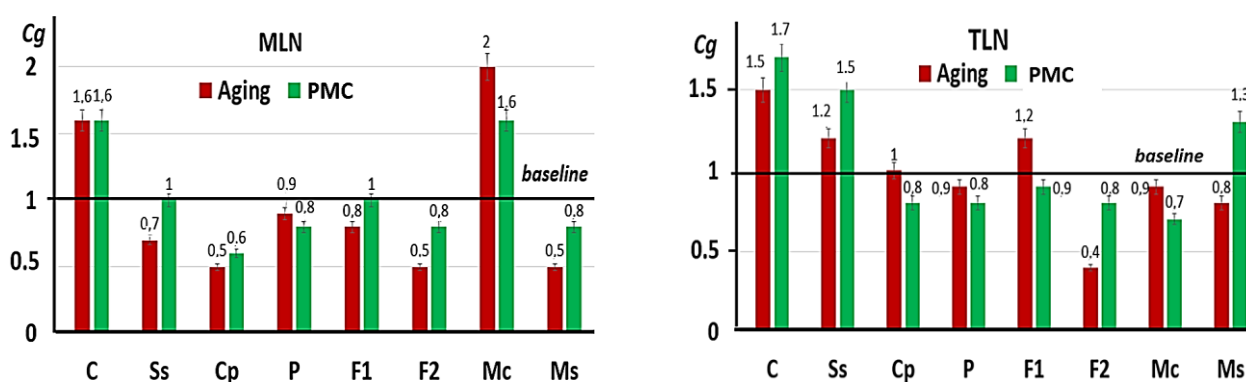 MLN
Cg
Aging PMC
2
1.5
1
0.5
0
1,6 1,6
0,7 1
0,5 0,6
0.9 0,8
0,8 1
0,5 0,8
2 1,6
0,5 0,8
baseline
C Ss Cp P F1 F2 Mc Ms
TLN
Cg
Aging PMC
1.5
1
0.5
0
1.5 1.7
1.2 1.5
1 0,8
0,9 0.8
1,2 0,9
0.4 0,8
0,9 0,7
0,8 1.3
baseline
C Ss Cp P F1 F2 Mc Ms